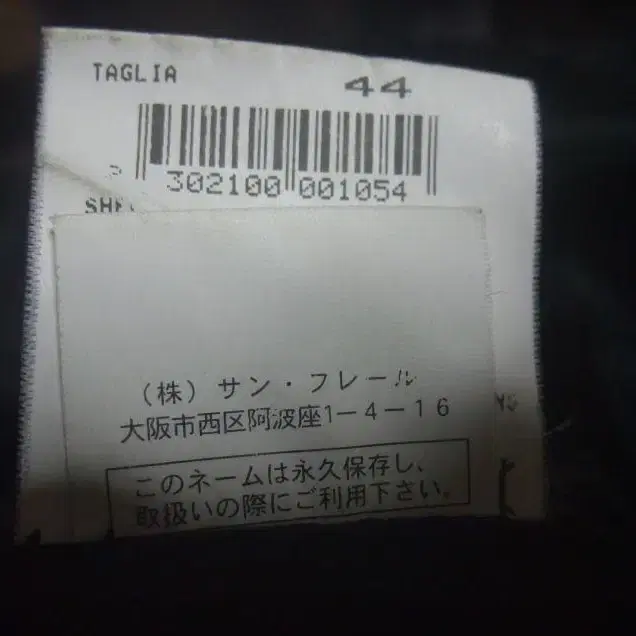 TAGLIA 44
302100 001054
(株)サン・フレール
大阪市西区阿波座1-4-16
このネームは永久保存し、
取扱いの際にご利用下さい。